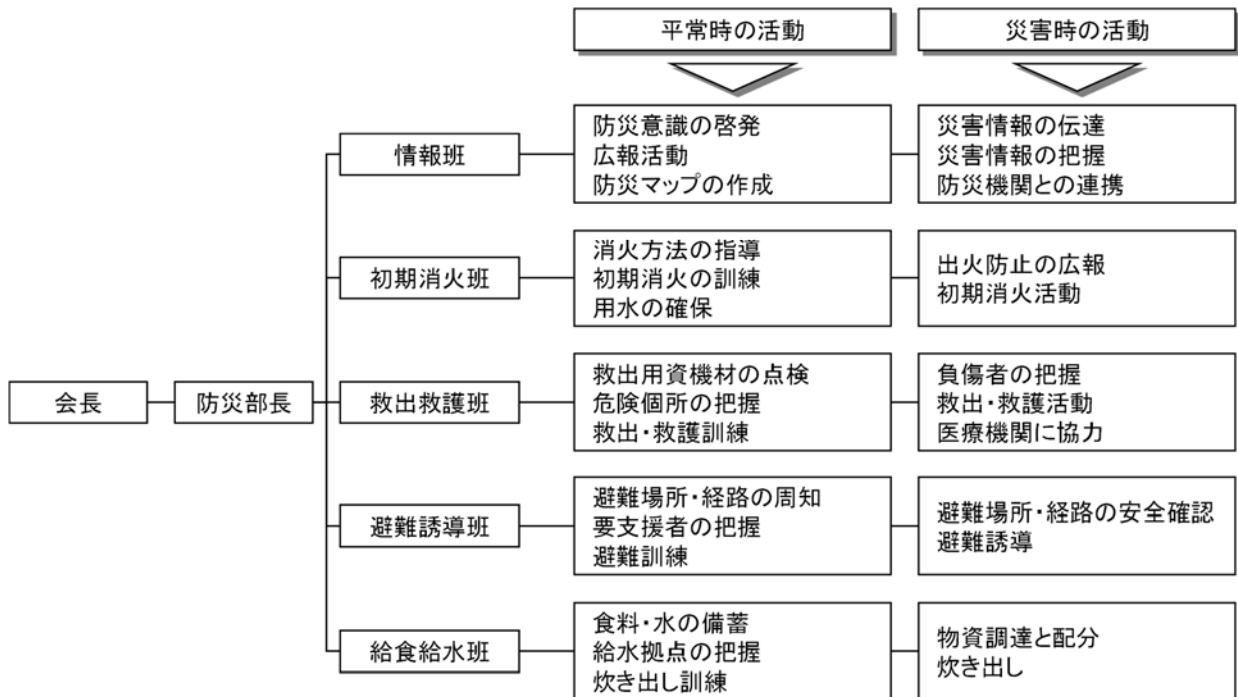 平常時の活動
災害時の活動
情報班
防災意識の啓発
広報活動
防災マップの作成
災害情報の伝達
災害情報の把握
防災機関との連携
初期消火班
消火方法の指導
初期消火の訓練
用水の確保
出火防止の広報
初期消火活動
会長
防災部長
救出救護班
救出用資機材の点検
危険個所の把握
救出・救護訓練
負傷者の把握
救出・救護活動
医療機関に協力
避難誘導班
避難場所・経路の周知
要支援者の把握
避難訓練
避難場所・経路の安全確認
避難誘導
給食給水班
食料・水の備蓄
給水拠点の把握
炊き出し訓練
物資調達と配分
炊き出し